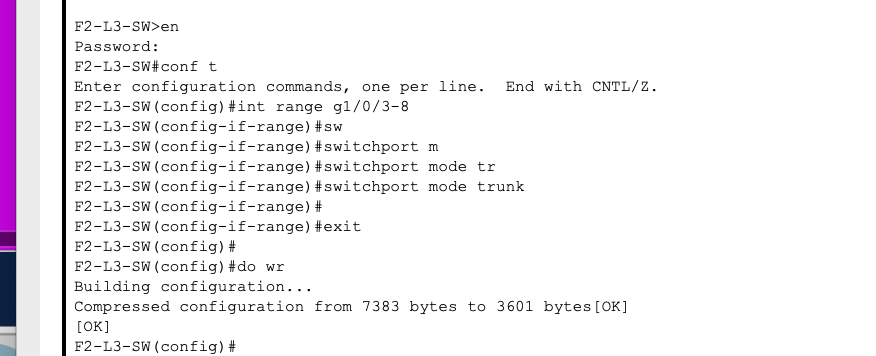 F2-L3-SW>en
Password:
F2-L3-SW#conf t
Enter configuration commands, one per line.  End with CNTL/Z.
F2-L3-SW(config)#int range g1/0/3-8
F2-L3-SW(config-if-range)#sw
F2-L3-SW(config-if-range)#switchport m
F2-L3-SW(config-if-range)#switchport mode tr
F2-L3-SW(config-if-range)#switchport mode trunk
F2-L3-SW(config-if-range)#
F2-L3-SW(config-if-range)#exit
F2-L3-SW(config)#
F2-L3-SW(config)#do wr
Building configuration...
Compressed configuration from 7383 bytes to 3601 bytes[OK]
[OK]
F2-L3-SW(config)#